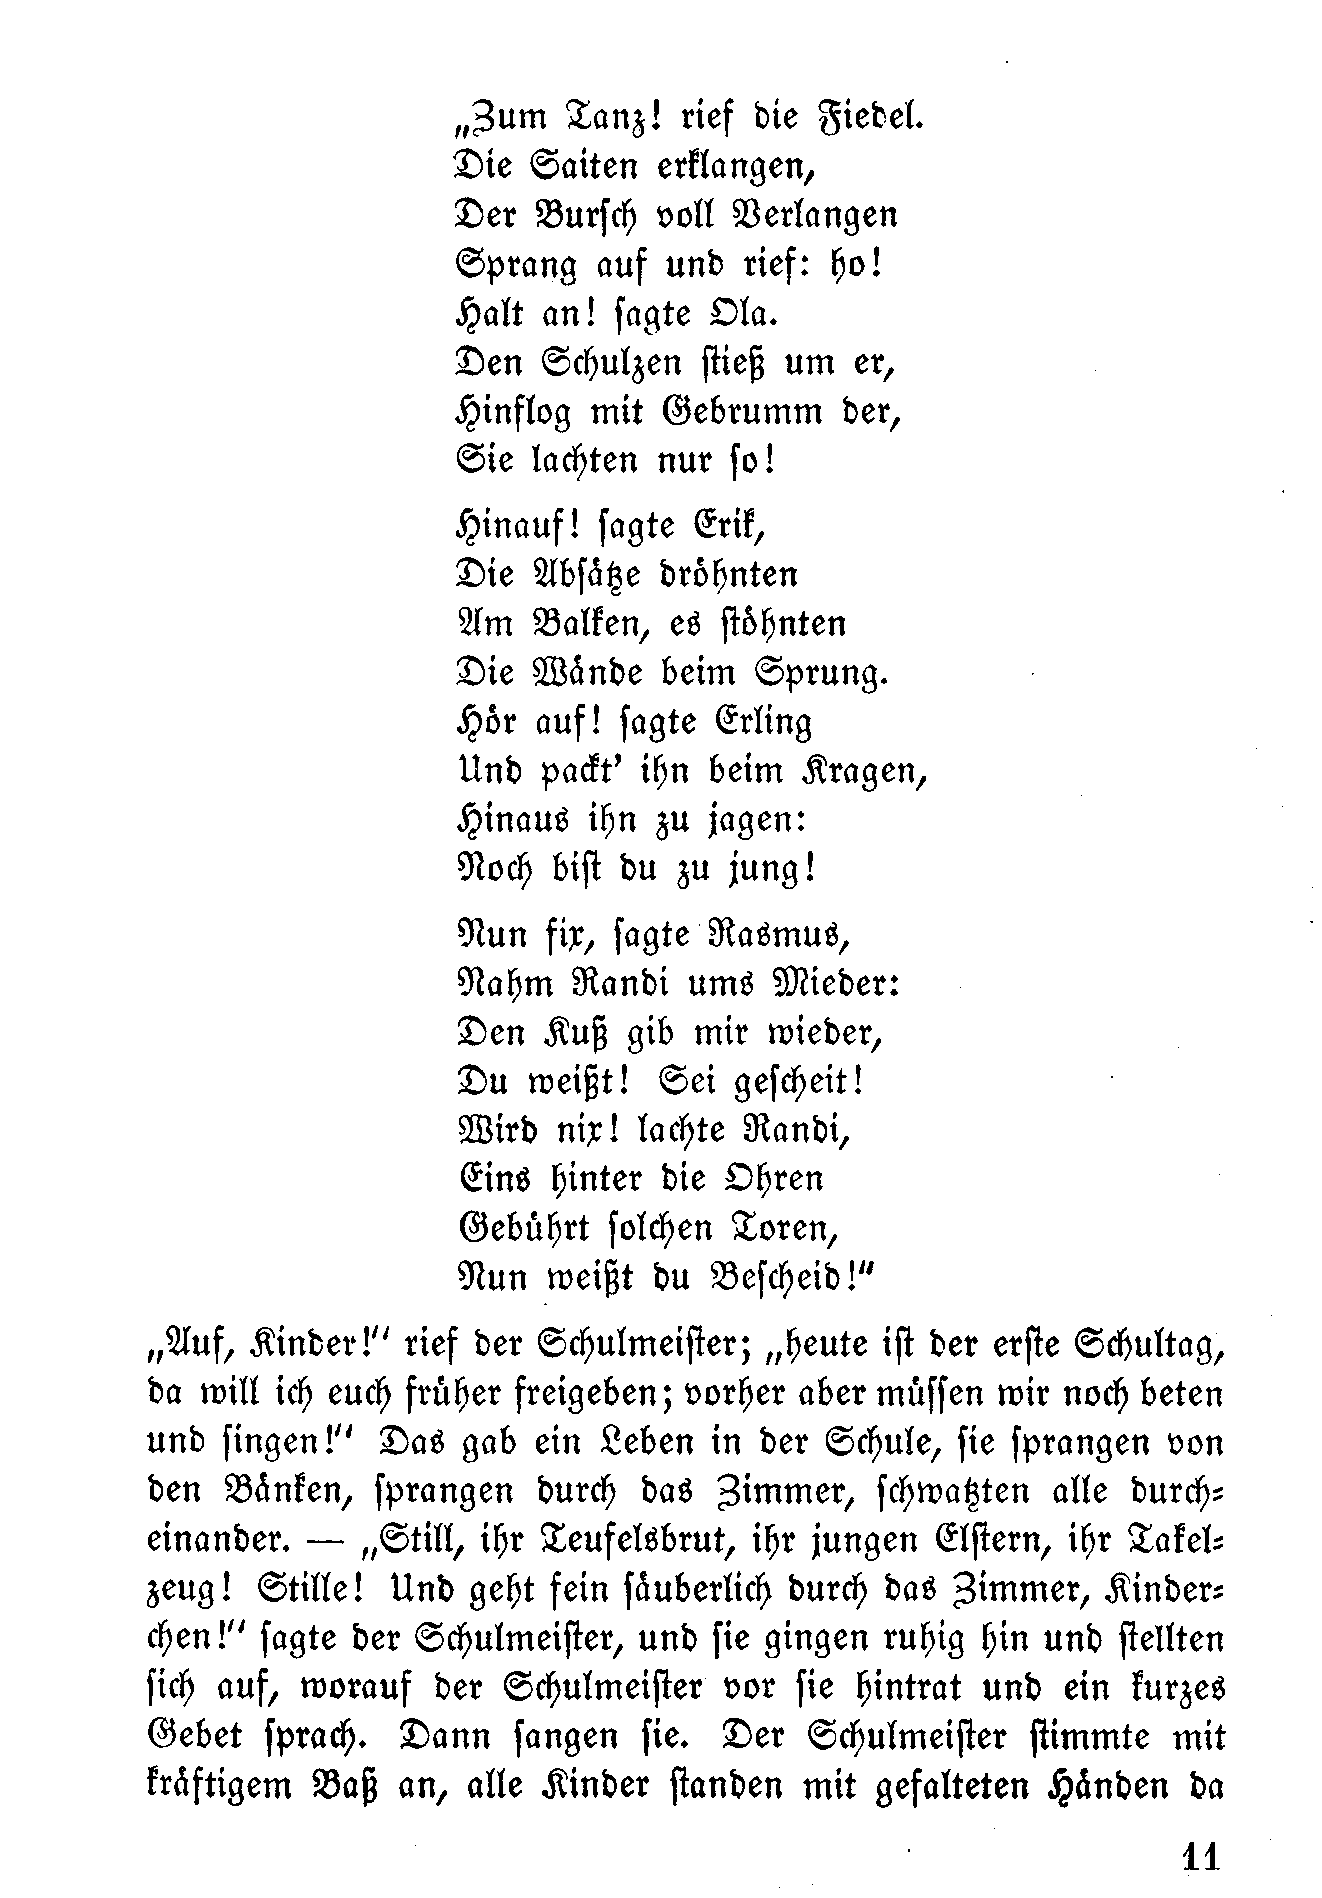 „Zum Tanz! rief die Fiedel.
Die Saiten erklangen,
Der Bursch voll Verlangen
Sprang auf und rief: ho!
Halt an! sagte Ola.
Den Schulzen stieß um er,
Hinflog mit Gebrumm der,
Sie lachten nur so!
Hinauf! sagte Erik,
Die Absätze dröhnten
Am Balken, es stöhnten
Die Wände beim Sprung.
Hör auf! sagte Erling
Und packt' ihn beim Kragen,
Hinaus ihn zu jagen:
Noch bist du zu jung!
Nun fix, sagte Rasmus,
Nahm Randi ums Mieder:
Den Kuß gib mir wieder,
Du weißt! Sei gescheit!
Wird nix! lachte Randi,
Eins hinter die Ohren
Gebührt solchen Toren,
Nun weißt du Bescheid!“
„Auf, Kinder!“ rief der Schulmeister; „heute ist der erste Schultag,
da will ich euch früher freigeben; vorher aber müssen wir noch beten
und singen!“ Das gab ein Leben in der Schule, sie sprangen von
den Bänken, sprangen durch das Zimmer, schwatzten alle durch-
einander. — „Still, ihr Teufelsbrut, ihr jungen Elstern, ihr Takel-
zeug! Stille! Und geht fein säuberlich durch das Zimmer, Kinder-
chen!“ sagte der Schulmeister, und sie gingen ruhig hin und stellten
sich auf, worauf der Schulmeister vor sie hintrat und ein kurzes
Gebet sprach. Dann sangen sie. Der Schulmeister stimmte mit
kräftigem Baß an, alle Kinder standen mit gefalteten Händen da
11